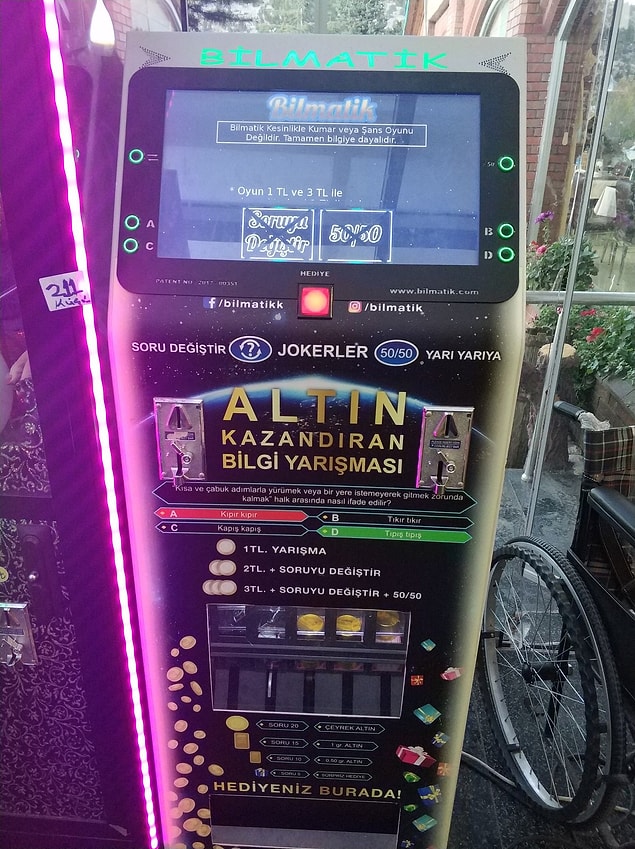 BİLMATİK
Bilmatik
Bilmatik Kesinlikle Kumar veya Şans Oyunu
Değildir. Tamamen bilgiye dayalıdır.
* Oyun 1 TL ve 3 TL ile
Soruyu
Değiştir
50/50
A
B
C
D
HEDİYE
www.bilmatik.com
/bilmatikk
/bilmatik
211
SORU DEĞİŞTİR ? JOKERLER 50/50 YARI YARIYA
ALTIN
KAZANDIRAN
BİLGİ YARIŞMASI
"Kısa ve çabuk adımlarla yürümek veya bir yere istemeyerek gitmek zorunda
kalmak" halk arasında nasıl ifade edilir?
A Kıpır kıpır
B Tıkır tıkır
C Kapış kapış
D Tıpış tıpış
1TL. YARIŞMA
2TL. + SORUYU DEĞİŞTİR
3TL. + SORUYU DEĞİŞTİR + 50/50
SORU 20 ÇEYREK ALTIN
SORU 15 1 gr. ALTIN
SORU 10 0.50 gr. ALTIN
SORU 5 SÜRPRİZ HEDİYE
HEDİYENİZ BURADA!